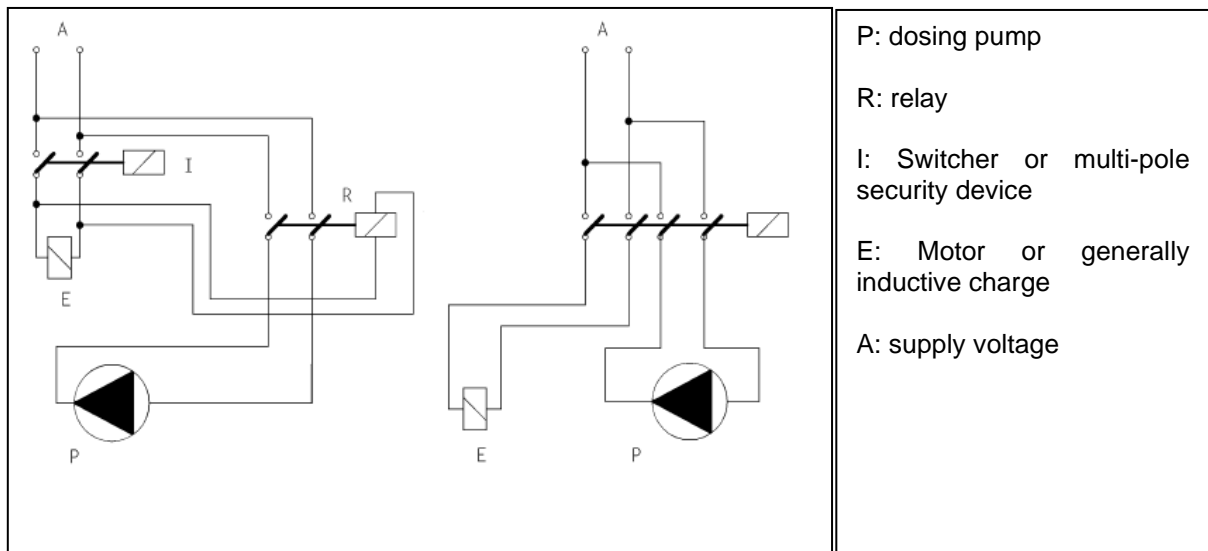 A
A
I
R
E
P
E
P
P: dosing pump
R: relay
I: Switcher or multi-pole
security device
E: Motor or generally
inductive charge
A: supply voltage